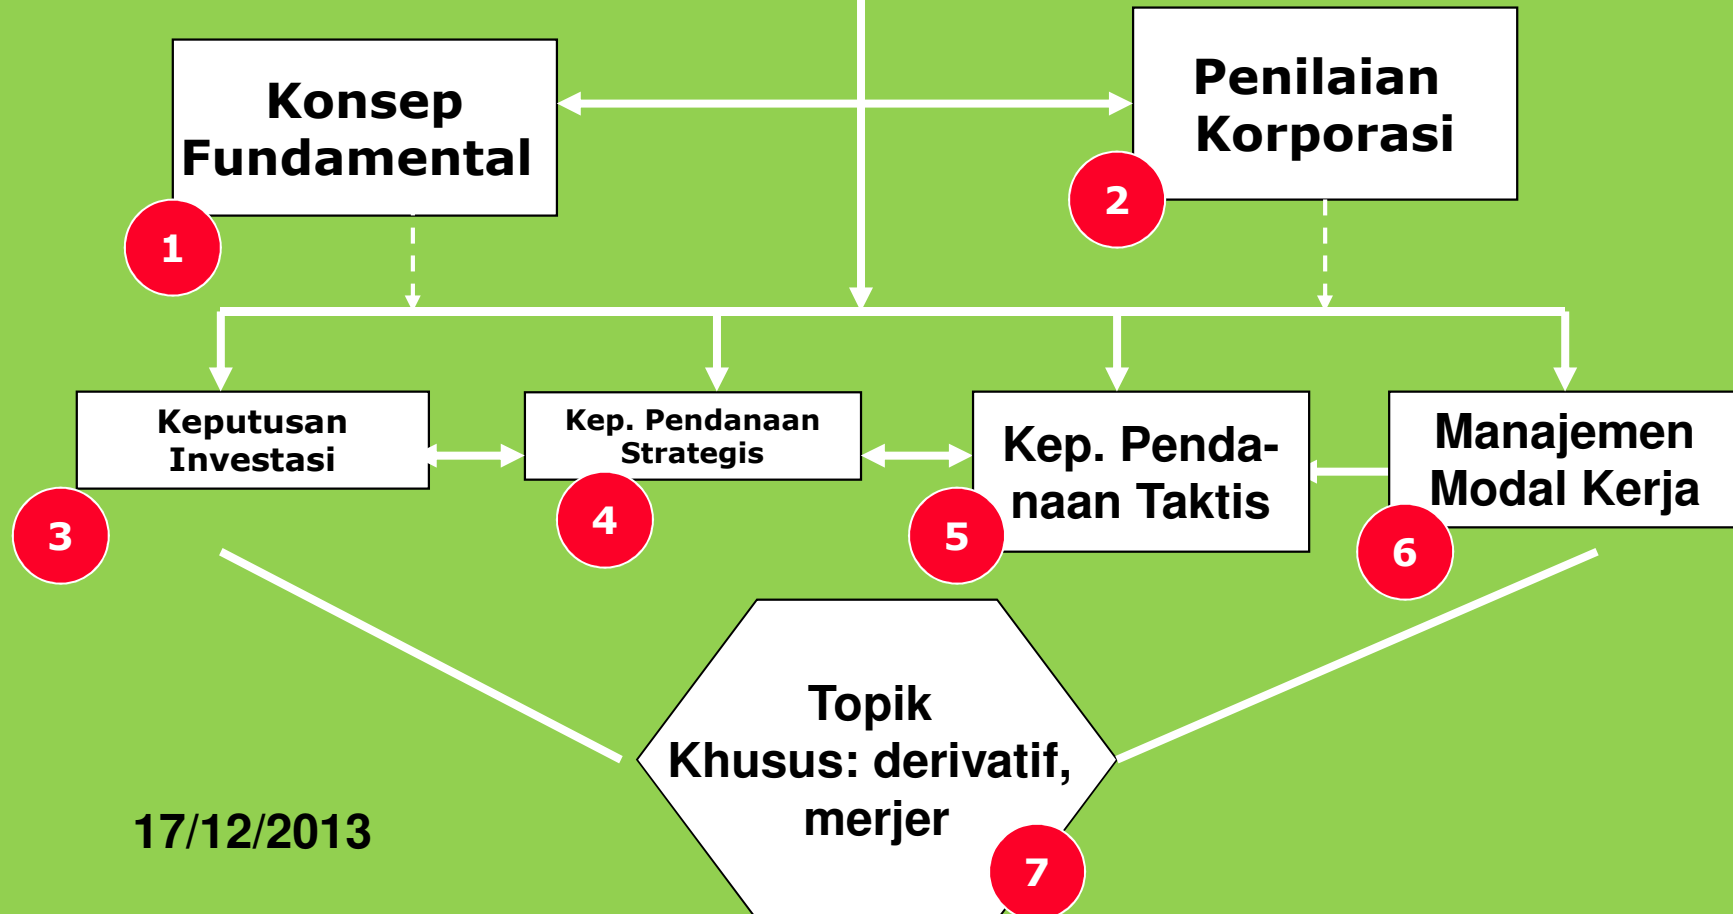 Konsep
Fundamental
1
Penilaian
Korporasi
2
Keputusan
Investasi
3
Kep. Pendanaan
Strategis
4
Kep. Penda-
naan Taktis
5
Manajemen
Modal Kerja
6
Topik
Khusus: derivatif,
merjer
7
17/12/2013